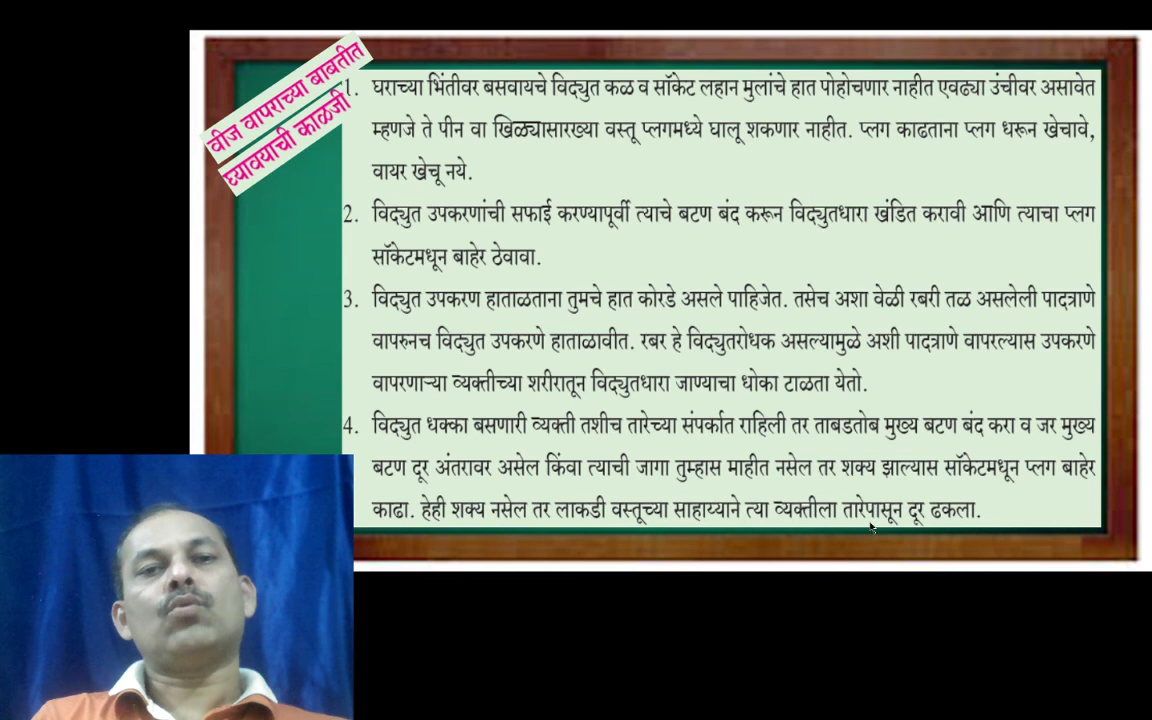 वीज वापराच्या बाबतीत
घ्यावयाची काळजी
1. घराच्या भिंतीवर बसवायचे विद्युत कळ व सॉकेट लहान मुलांचे हात पोहोचणार नाहीत एवढ्या उंचीवर असावेत
म्हणजे ते पीन वा खिळ्यासारख्या वस्तू प्लगमध्ये घालू शकणार नाहीत. प्लग काढताना प्लग धरून खेचावे,
वायर खेचू नये.
2. विद्युत उपकरणांची सफाई करण्यापूर्वी त्याचे बटण बंद करून विद्युतधारा खंडित करावी आणि त्याचा प्लग
सॉकेटमधून बाहेर ठेवावा.
3. विद्युत उपकरण हाताळताना तुमचे हात कोरडे असले पाहिजेत. तसेच अशा वेळी रबरी तळ असलेली पादत्राणे
वापरुनच विद्युत उपकरणे हाताळावीत. रबर हे विद्युतरोधक असल्यामुळे अशी पादत्राणे वापरल्यास उपकरणे
वापरणाऱ्या व्यक्तीच्या शरीरातून विद्युतधारा जाण्याचा धोका टाळता येतो.
4. विद्युत धक्का बसणारी व्यक्ती तशीच तारेच्या संपर्कात राहिली तर ताबडतोब मुख्य बटण बंद करा व जर मुख्य
बटण दूर अंतरावर असेल किंवा त्याची जागा तुम्हास माहीत नसेल तर शक्य झाल्यास सॉकेटमधून प्लग बाहेर
काढा. हेही शक्य नसेल तर लाकडी वस्तूच्या साहाय्याने त्या व्यक्तीला तारेपासून दूर ढकला.